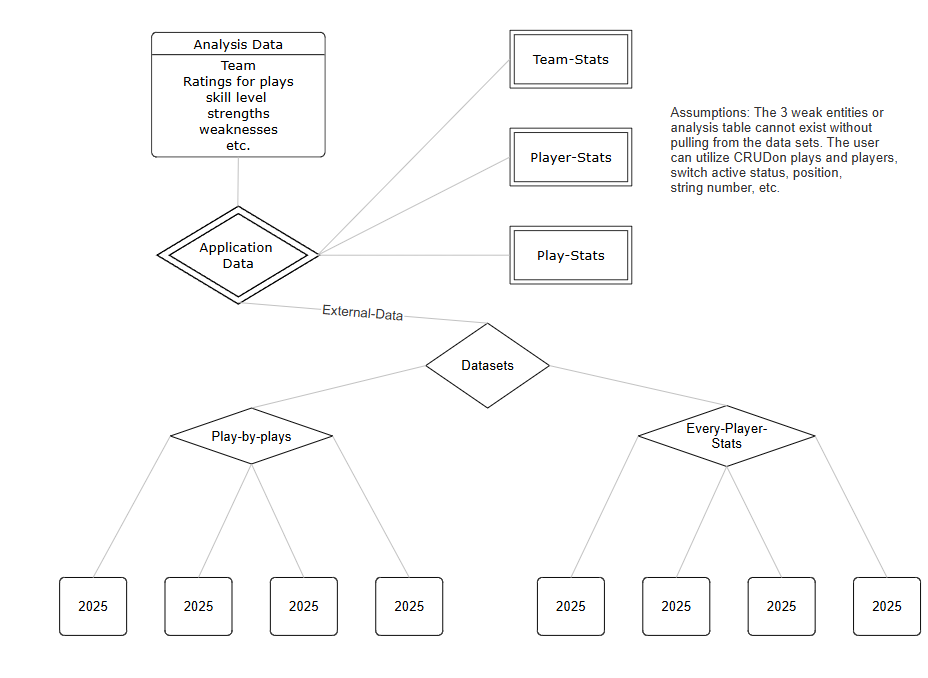 Analysis Data
Team
Ratings for plays
skill level
strengths
weaknesses
etc.
Team-Stats
Player-Stats
Play-Stats
Assumptions: The 3 weak entities or
analysis table cannot exist without
pulling from the data sets. The user
can utilize CRUDon plays and players,
switch active status, position,
string number, etc.
Application
Data
External-Data
Datasets
Play-by-plays
Every-Player-
Stats
2025
2025
2025
2025
2025
2025
2025
2025